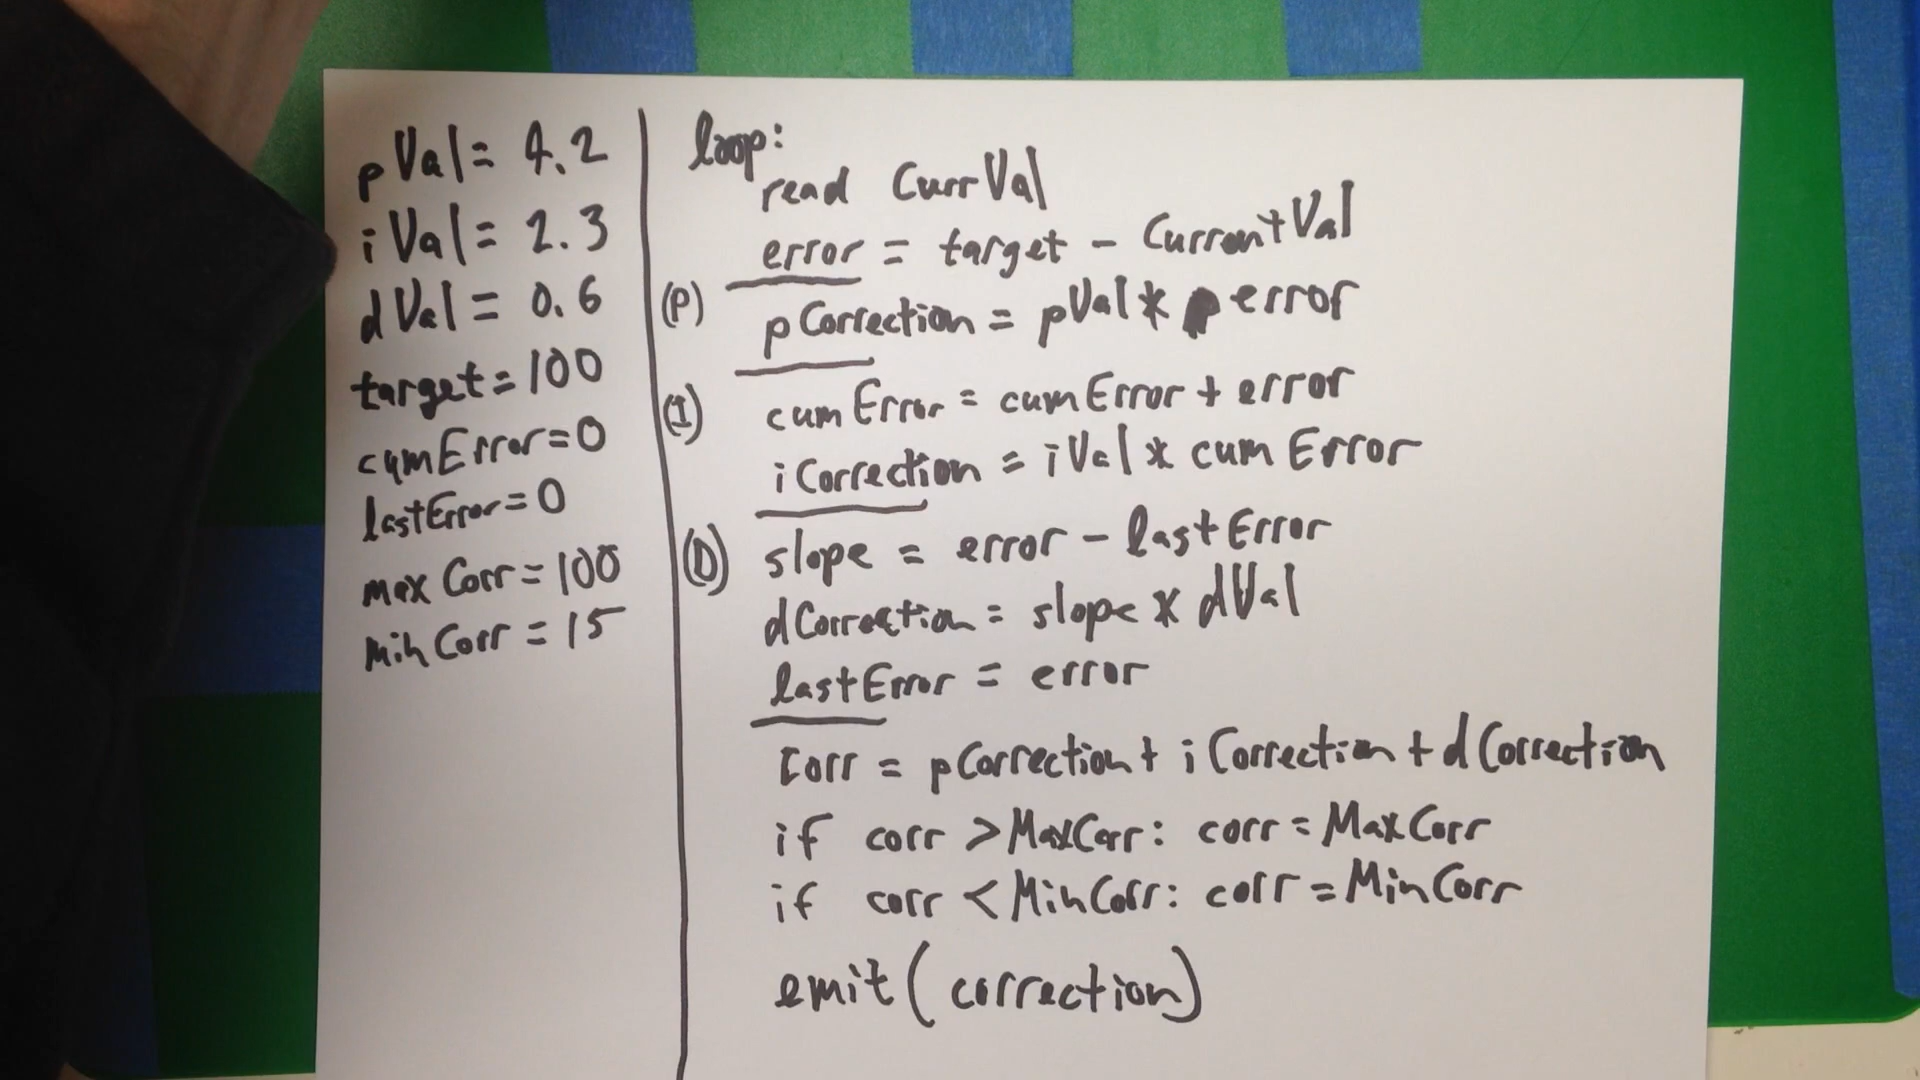 pVal = 4.2
iVal = 2.3
dVal = 0.6
target = 100
cumError = 0
lastError = 0
max Corr = 100
Min Corr = 15
loop:
read CurrVal
error = target - CurrentVal
(P) pCorrection = pVal * error
(I) cumError = cumError + error
iCorrection = iVal * cumError
(D) slope = error - lastError
dCorrection = slope * dVal
lastError = error
Corr = pCorrection + iCorrection + dCorrection
if corr > MaxCorr: corr = MaxCorr
if corr < MinCorr: corr = MinCorr
emit(correction)